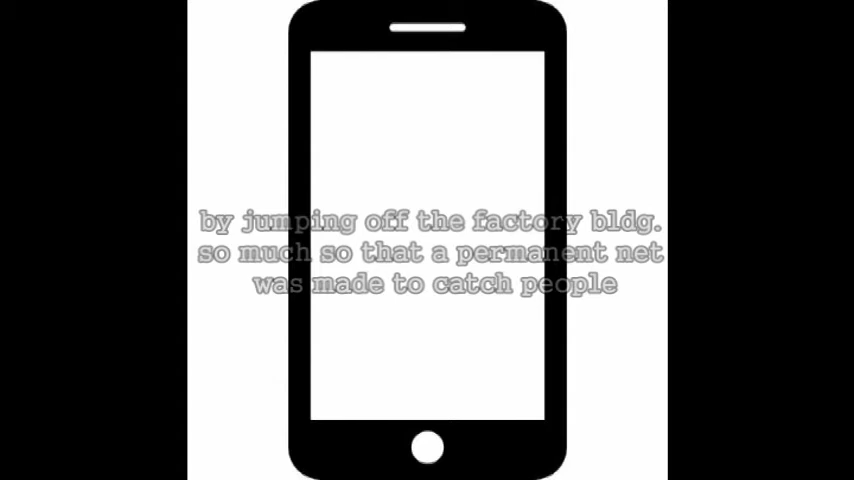 by jumping off the factory bldg.
so much so that a permanent net
was made to catch people